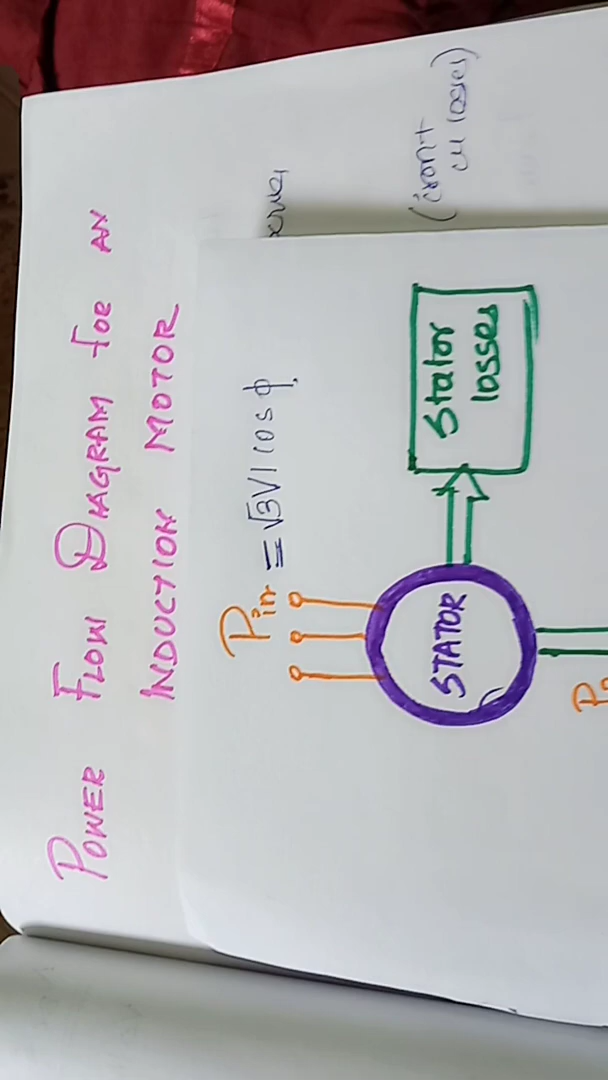 POWER FLOW DIAGRAM for AN
INDUCTION MOTOR
Pin = √3VI cos ϕ
(iron+
cu losses)
STATOR
Stator
losses